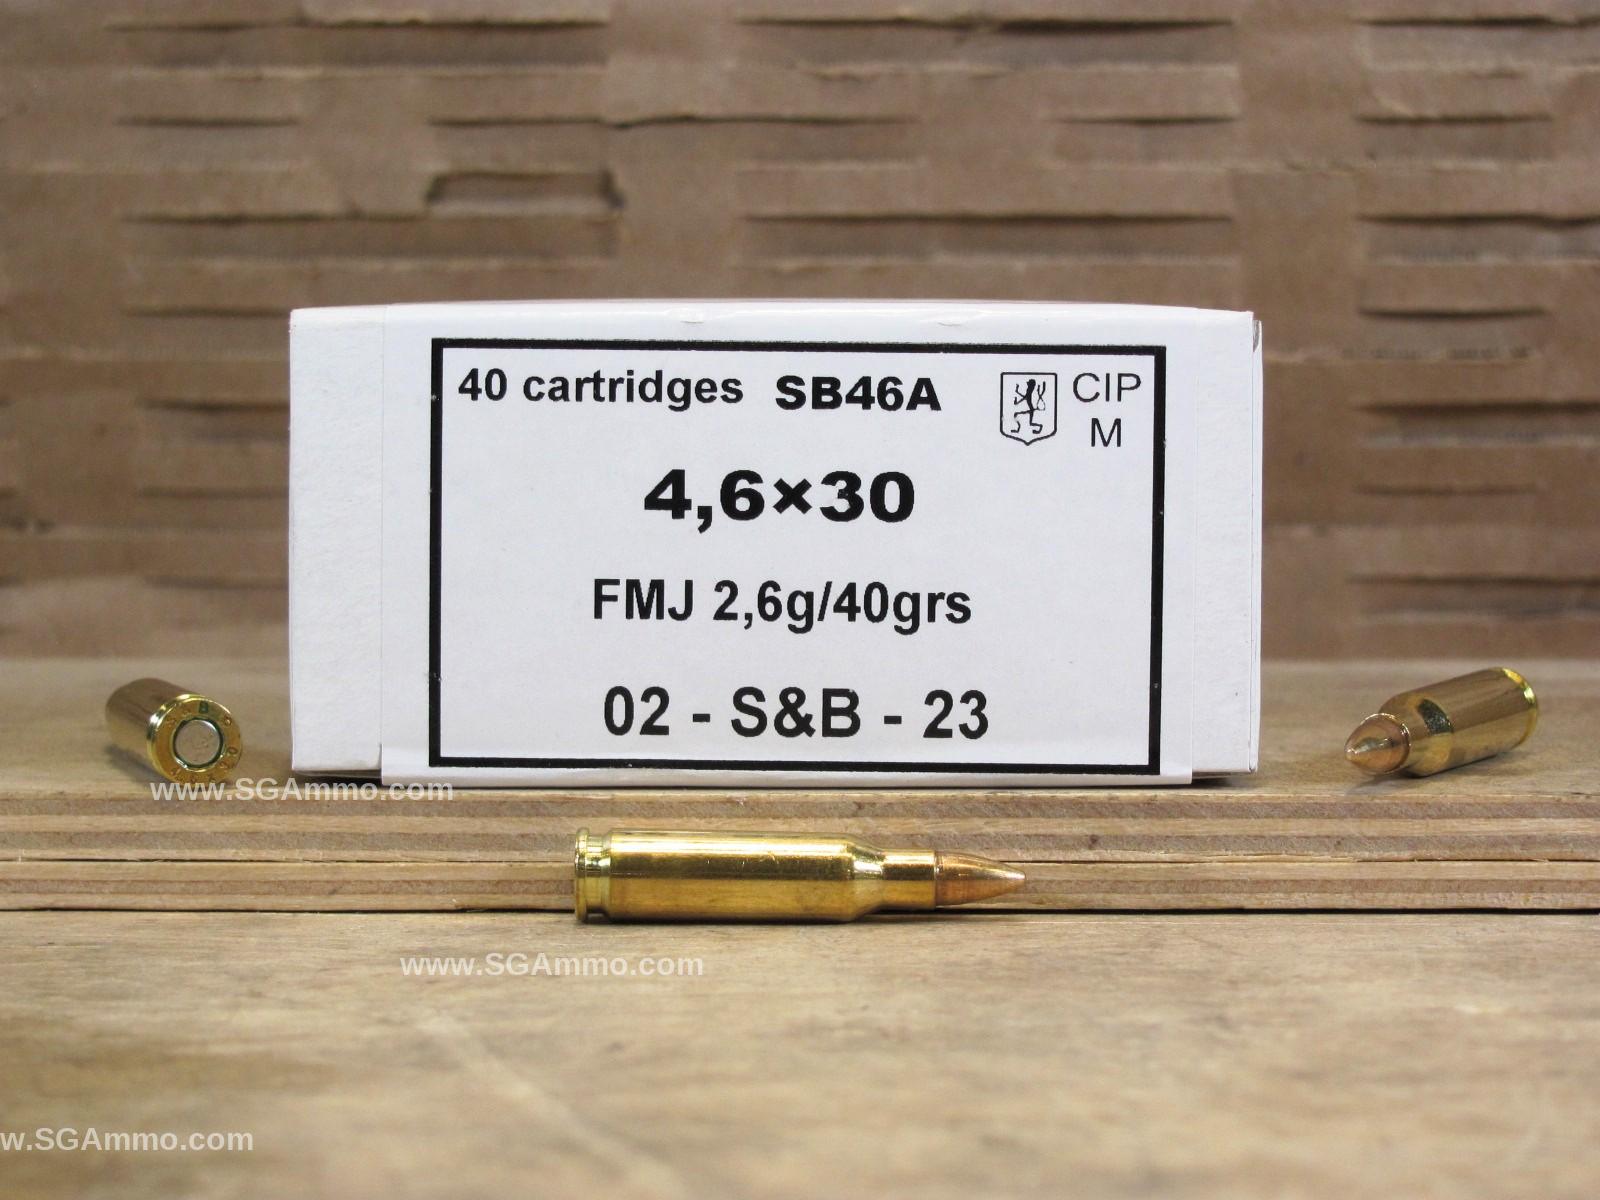 40 cartridges SB46A
CIP
M
4,6×30
FMJ 2,6g/40grs
02 - S&B - 23
www.SGAmmo.com
www.SGAmmo.com
w.SGAmmo.com